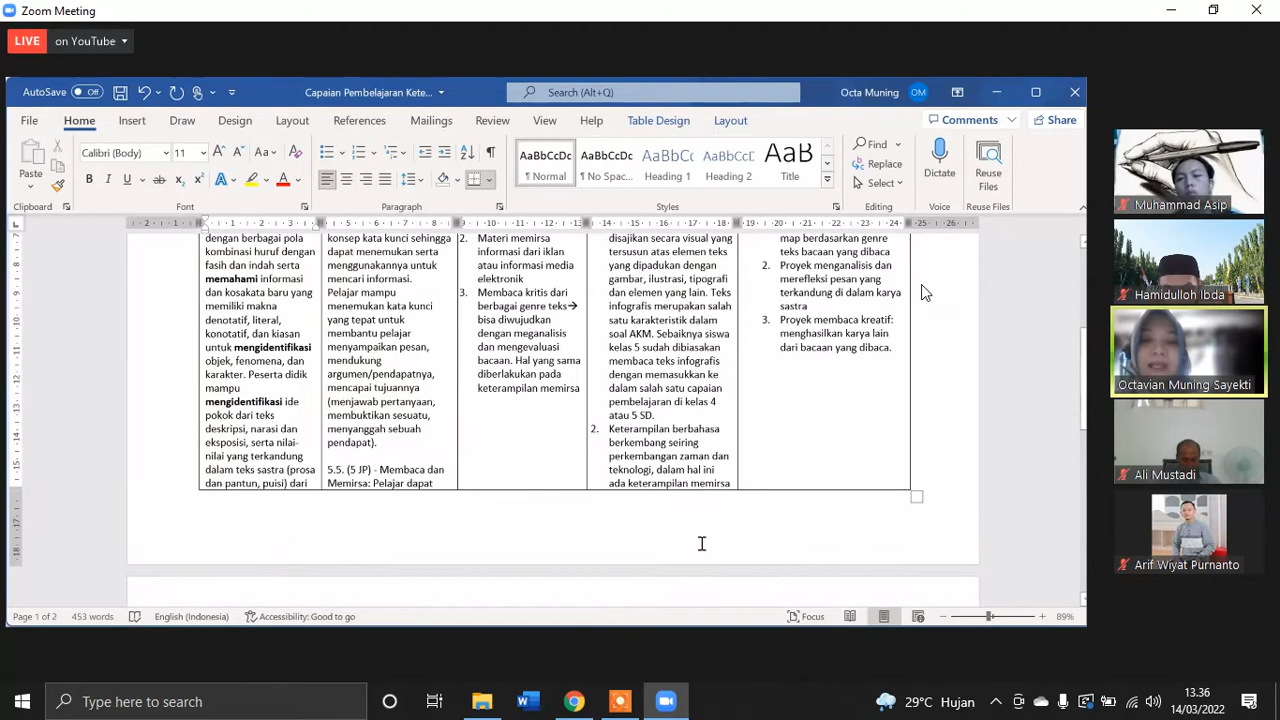 Zoom Meeting
LIVE on YouTube
AutoSave Off Capaian Pembelajaran Kete... Search (Alt+Q) Octa Muning OM
File Home Insert Draw Design Layout References Mailings Review View Help Table Design Layout Comments Share
Paste
Calibri (Body) 11
AaBbCcDc
¶ Normal
AaBbCcDc
¶ No Spac...
AaBbCcDc
Heading 1
AaBbCcDc
Heading 2
AaB
Title
Find
Replace
Select
Dictate
Reuse
Files
Clipboard Font Paragraph Styles Editing Voice Reuse Files
dengan berbagai pola
kombinasi huruf dengan
fasih dan indah serta
memahami informasi
dan kosakata baru yang
memiliki makna
denotatif, literal,
konotatif, dan kiasan
untuk mengidentifikasi
objek, fenomena, dan
karakter. Peserta didik
mampu
mengidentifikasi ide
pokok dari teks
deskripsi, narasi dan
eksposisi, serta nilai-
nilai yang terkandung
dalam teks sastra (prosa
dan pantun, puisi) dari
konsep kata kunci sehingga
dapat menemukan serta
menggunakannya untuk
mencari informasi.
Pelajar mampu
menemukan kata kunci
yang tepat untuk
membantu pelajar
menyampaikan pesan,
mendukung
argumen/pendapatnya,
mencapai tujuannya
(menjawab pertanyaan,
membuktikan sesuatu,
menyanggah sebuah
pendapat).
5.5. (5 JP) - Membaca dan
Memirsa: Pelajar dapat
2. Materi memirsa
informasi dari iklan
atau informasi media
elektronik
3. Membaca kritis dari
berbagai genre teks→
bisa diwujudkan
dengan meganalisis
dan mengevaluasi
bacaan. Hal yang sama
diberlakukan pada
keterampilan memirsa
disajikan secara visual yang
tersusun atas elemen teks
yang dipadukan dengan
gambar, ilustrasi, tipografi
dan elemen yang lain. Teks
infografis merupakan salah
satu karakteristik dalam
soal AKM. Sebaiknya siswa
kelas 5 sudah dibiasakan
membaca teks infografis
dengan memasukkan ke
dalam salah satu capaian
pembelajaran di kelas 4
atau 5 SD.
2. Keterampilan berbahasa
berkembang seiring
perkembangan zaman dan
teknologi, dalam hal ini
ada keterampilan memirsa
map berdasarkan genre
teks bacaan yang dibaca
2. Proyek menganalisis dan
merefleksi pesan yang
terkandung di dalam karya
sastra
3. Proyek membaca kreatif:
menghasilkan karya lain
dari bacaan yang dibaca.
Page 1 of 2 453 words English (Indonesia) Accessibility: Good to go Focus 89%
Muhammad Asip
Hamidulloh Ibda
Octavian Muning Sayekti
Ali Mustadi
Arif Wiyat Purnanto
Type here to search 29°C Hujan 13.36
14/03/2022